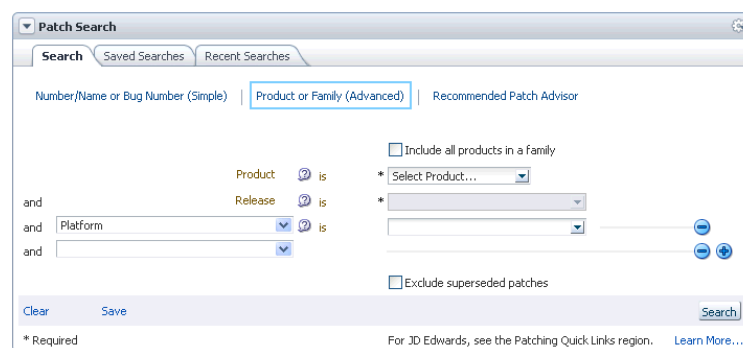 Patch Search
Search Saved Searches Recent Searches
Number/Name or Bug Number (Simple) | Product or Family (Advanced) | Recommended Patch Advisor
Include all products in a family
Product ? is * Select Product...
and Release ? is *
and Platform ? is
and
Exclude superseded patches
Clear Save Search
* Required For JD Edwards, see the Patching Quick Links region. Learn More...